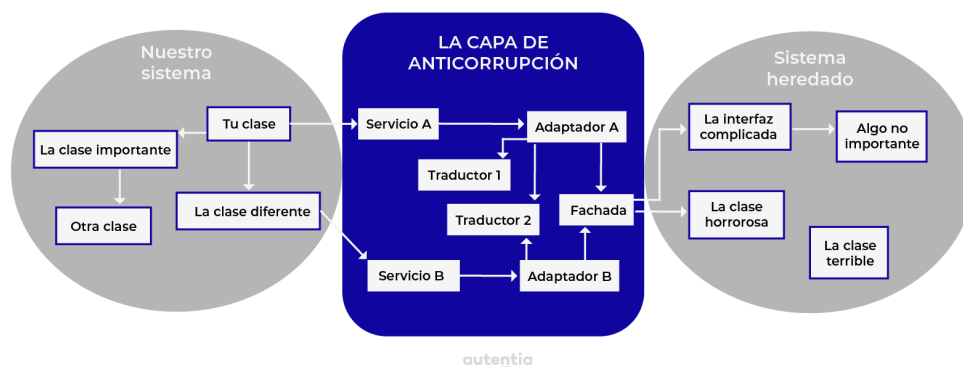 Nuestro
sistema
Tu clase
La clase importante
Otra clase
La clase diferente
LA CAPA DE
ANTICORRUPCIÓN
Servicio A
Adaptador A
Traductor 1
Traductor 2
Fachada
Servicio B
Adaptador B
Sistema
heredado
La interfaz
complicada
Algo no
importante
La clase
horrorosa
La clase
terrible
autentia